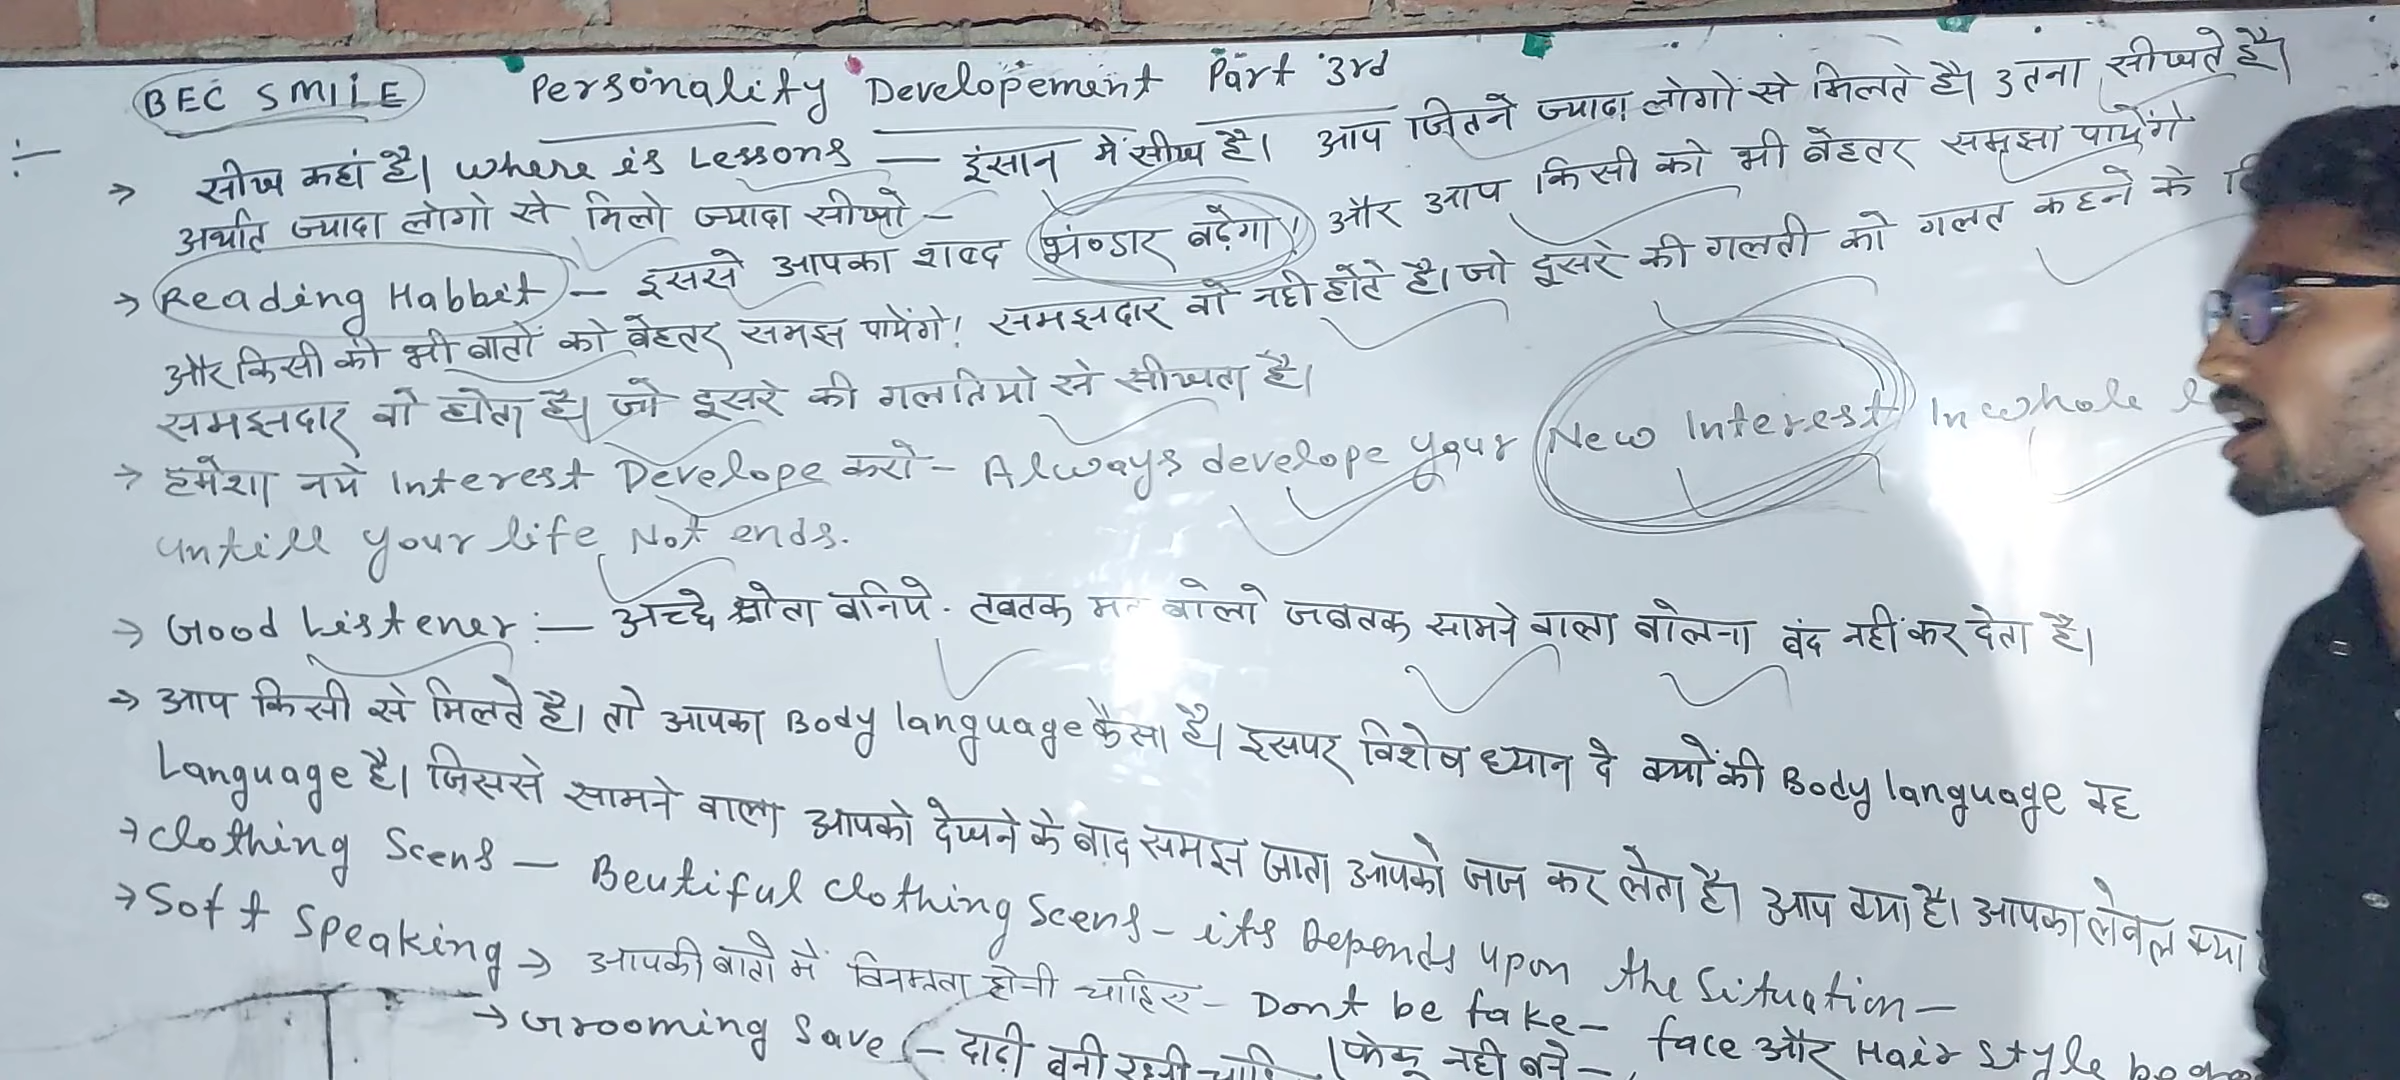 BEC SMILE Personality Developement Part 3rd
:- → सीख कहां है। where is Lessons — इंसान में सीख है। आप जितने ज्यादा लोगों से मिलते है। उतना सीखते है।
अर्थात ज्यादा लोगो से मिलो ज्यादा सीखो -
→ Reading Habbit - इससे आपका शब्द भंण्डार बढ़ेगा! और आप किसी को भी बेहतर समझा पायेंगे
और किसी की भी बातों को बेहतर समझ पायेंगे! समझदार वो नही होते है। जो दूसरे की गलती को गलत कहने के
समझदार वो होता है। जो दूसरे की गलतियो से सीखता है।
→ हमेशा नये Interest Develope करो - Always develope your New Interest In whole
untill your life Not ends.
→ Good Listener :— अच्छे श्रोता बनिये - तबतक मत बोलो जबतक सामने वाला बोलना बंद नहीं कर देता है।
→ आप किसी से मिलते है। तो आपका Body language कैसा है। इसपर विशेष ध्यान दे क्योंकी Body language वह
Language है। जिससे सामने वाला आपको देखने के बाद समझ जाता आपको जज कर लेता है। आप क्या है। आपका लेवल क्या
→ Clothing Scens — Beutiful Clothing Scens - its Depends upon the Situation —
→ Soft Speaking → आपकी बातो में विनम्रता होनी चाहिए - Dont be fake - फेकू नही बने -
→ Grooming Save (- दाढ़ी बनी रहनी face और Hair style